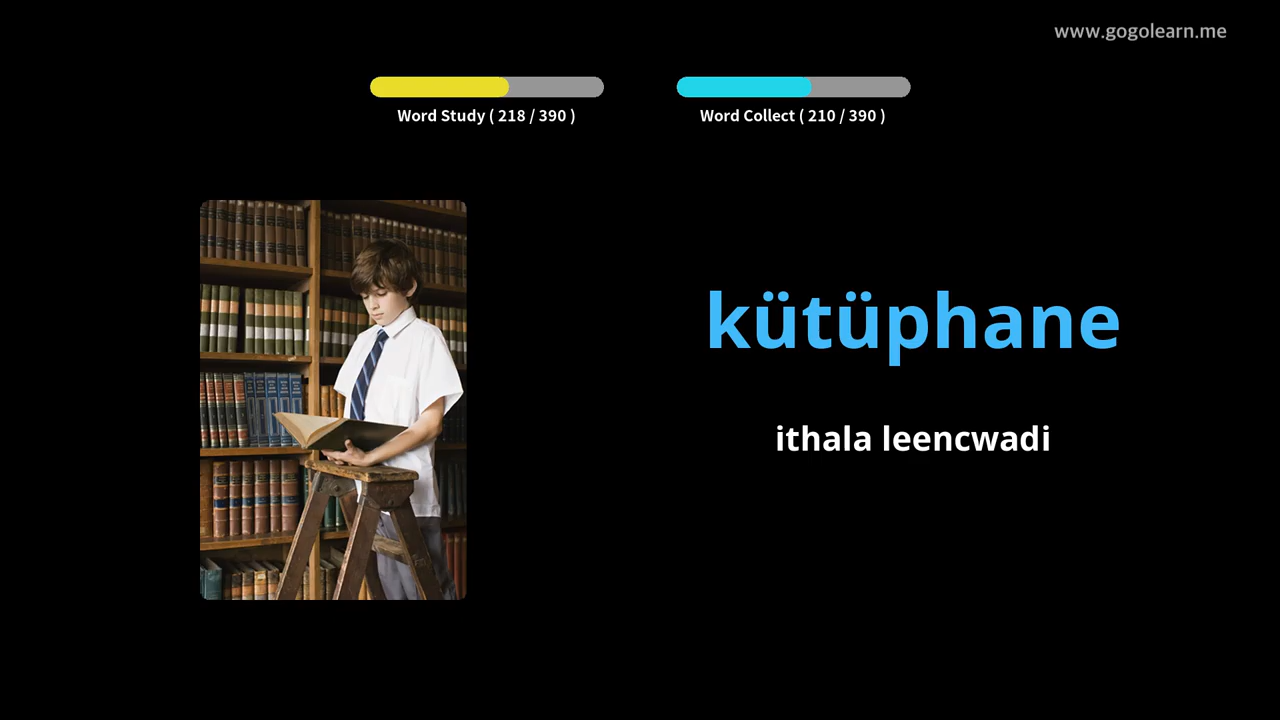 www.gogolearn.me
Word Study ( 218 / 390 )
Word Collect ( 210 / 390 )
kütüphane
ithala leencwadi